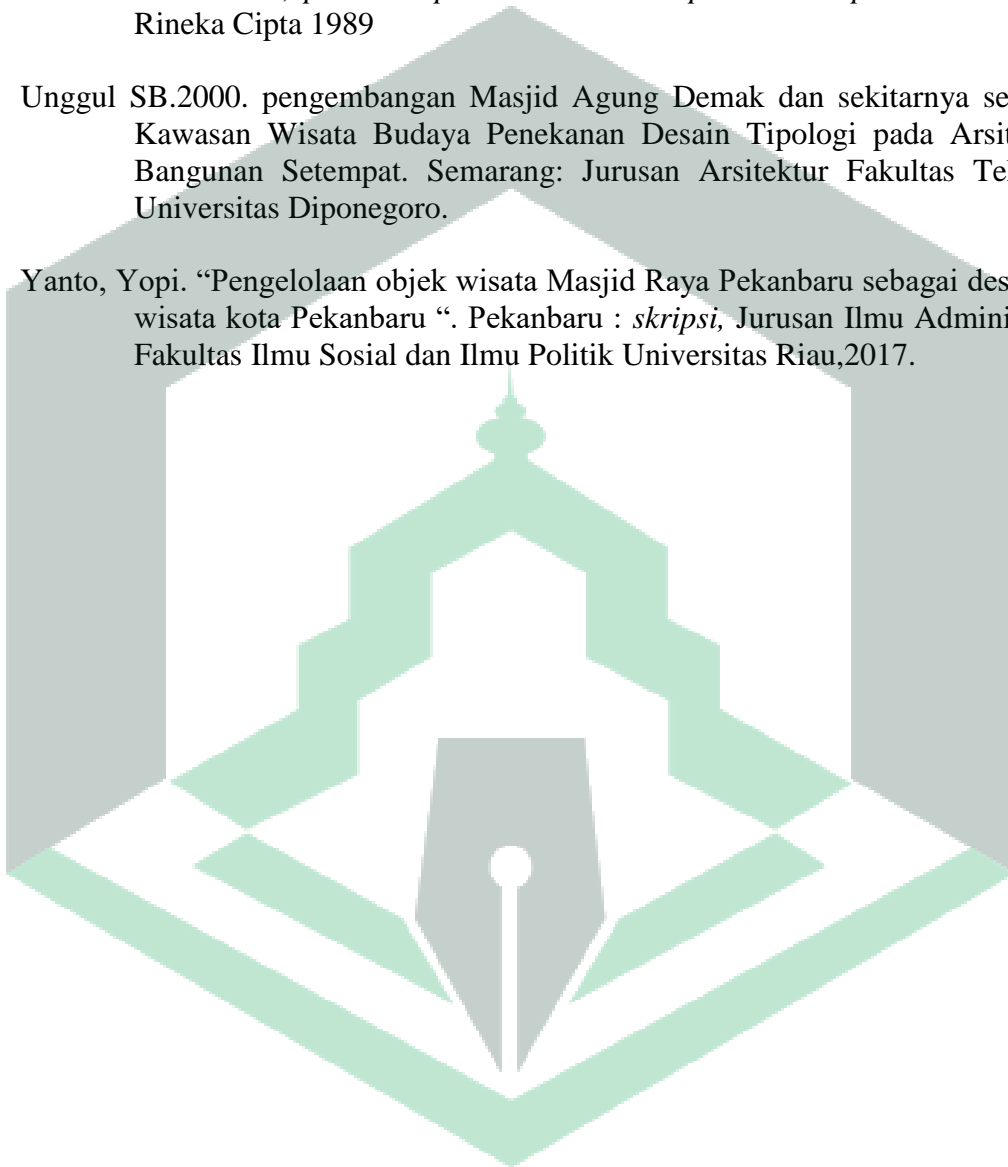 Rineka Cipta 1989
Unggul SB.2000. pengembangan Masjid Agung Demak dan sekitarnya se
Kawasan Wisata Budaya Penekanan Desain Tipologi pada Arsit
Bangunan Setempat. Semarang: Jurusan Arsitektur Fakultas Te
Universitas Diponegoro.
Yanto, Yopi. “Pengelolaan objek wisata Masjid Raya Pekanbaru sebagai des
wisata kota Pekanbaru “. Pekanbaru : skripsi, Jurusan Ilmu Admini
Fakultas Ilmu Sosial dan Ilmu Politik Universitas Riau,2017.